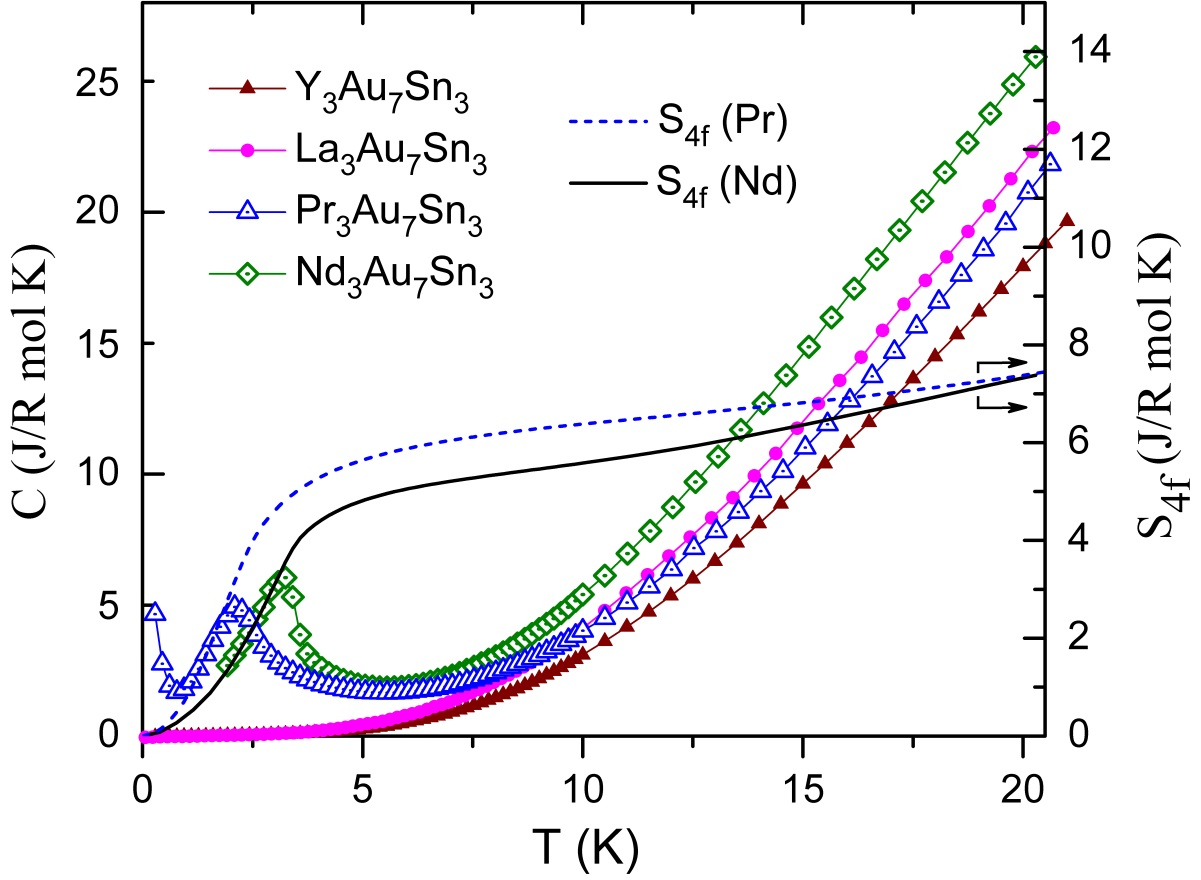 Y₃Au₇Sn₃
La₃Au₇Sn₃
Pr₃Au₇Sn₃
Nd₃Au₇Sn₃
S₄f (Pr)
S₄f (Nd)
C (J/R mol K)
25
20
15
10
5
0
14
12
10
8
6
4
2
0
S₄f (J/R mol K)
0 5 10 15 20
T (K)